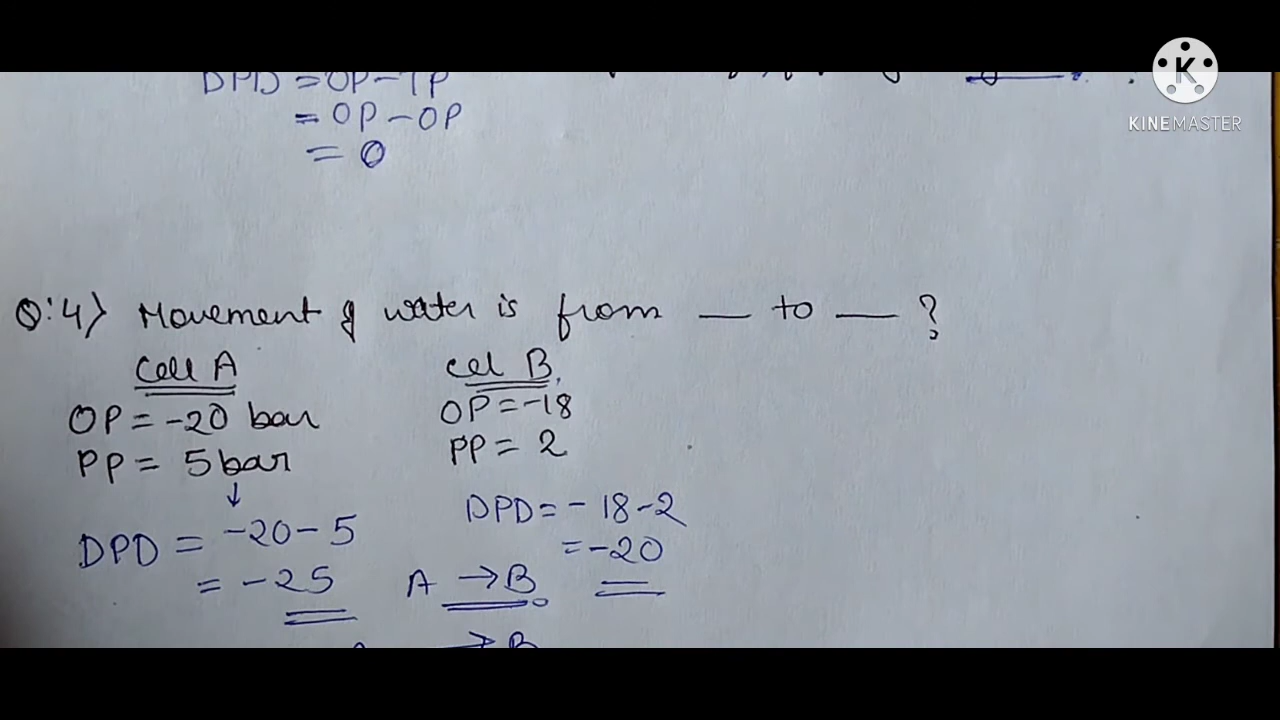 DPD = OP - TP
= OP - OP
= 0
KINEMASTER
Q:4) Movement of water is from — to — ?
Cell A
Cel B.
OP = -20 bar
OP = -18
PP = 5 bar
PP = 2
DPD = -20 - 5
DPD = - 18 - 2
= -25
= -20
A → B.
→ B